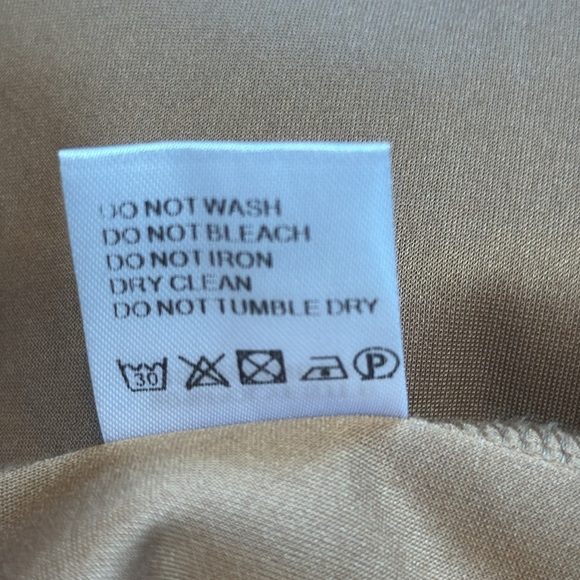 DO NOT WASH
DO NOT BLEACH
DO NOT IRON
DRY CLEAN
DO NOT TUMBLE DRY
30 P